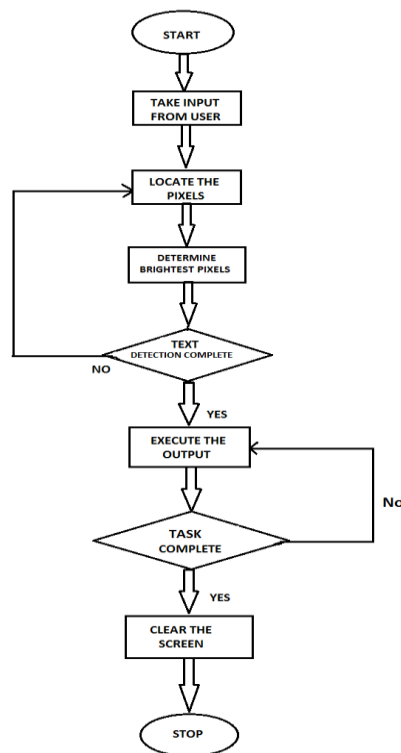 START
TAKE INPUT
FROM USER
LOCATE THE
PIXELS
DETERMINE
BRIGHTEST PIXELS
TEXT
DETECTION COMPLETE
NO
YES
EXECUTE THE
OUTPUT
No
TASK
COMPLETE
YES
CLEAR THE
SCREEN
STOP